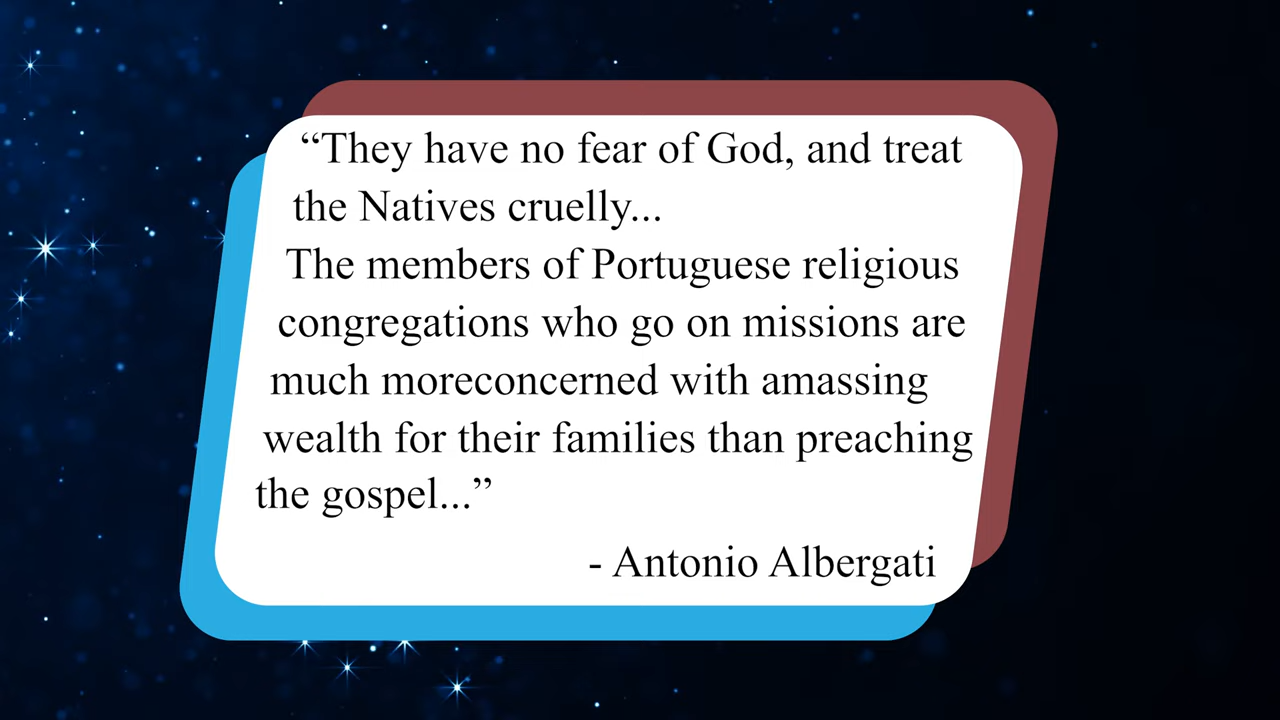 “They have no fear of God, and treat
the Natives cruelly...
The members of Portuguese religious
congregations who go on missions are
much moreconcerned with amassing
wealth for their families than preaching
the gospel...”
- Antonio Albergati